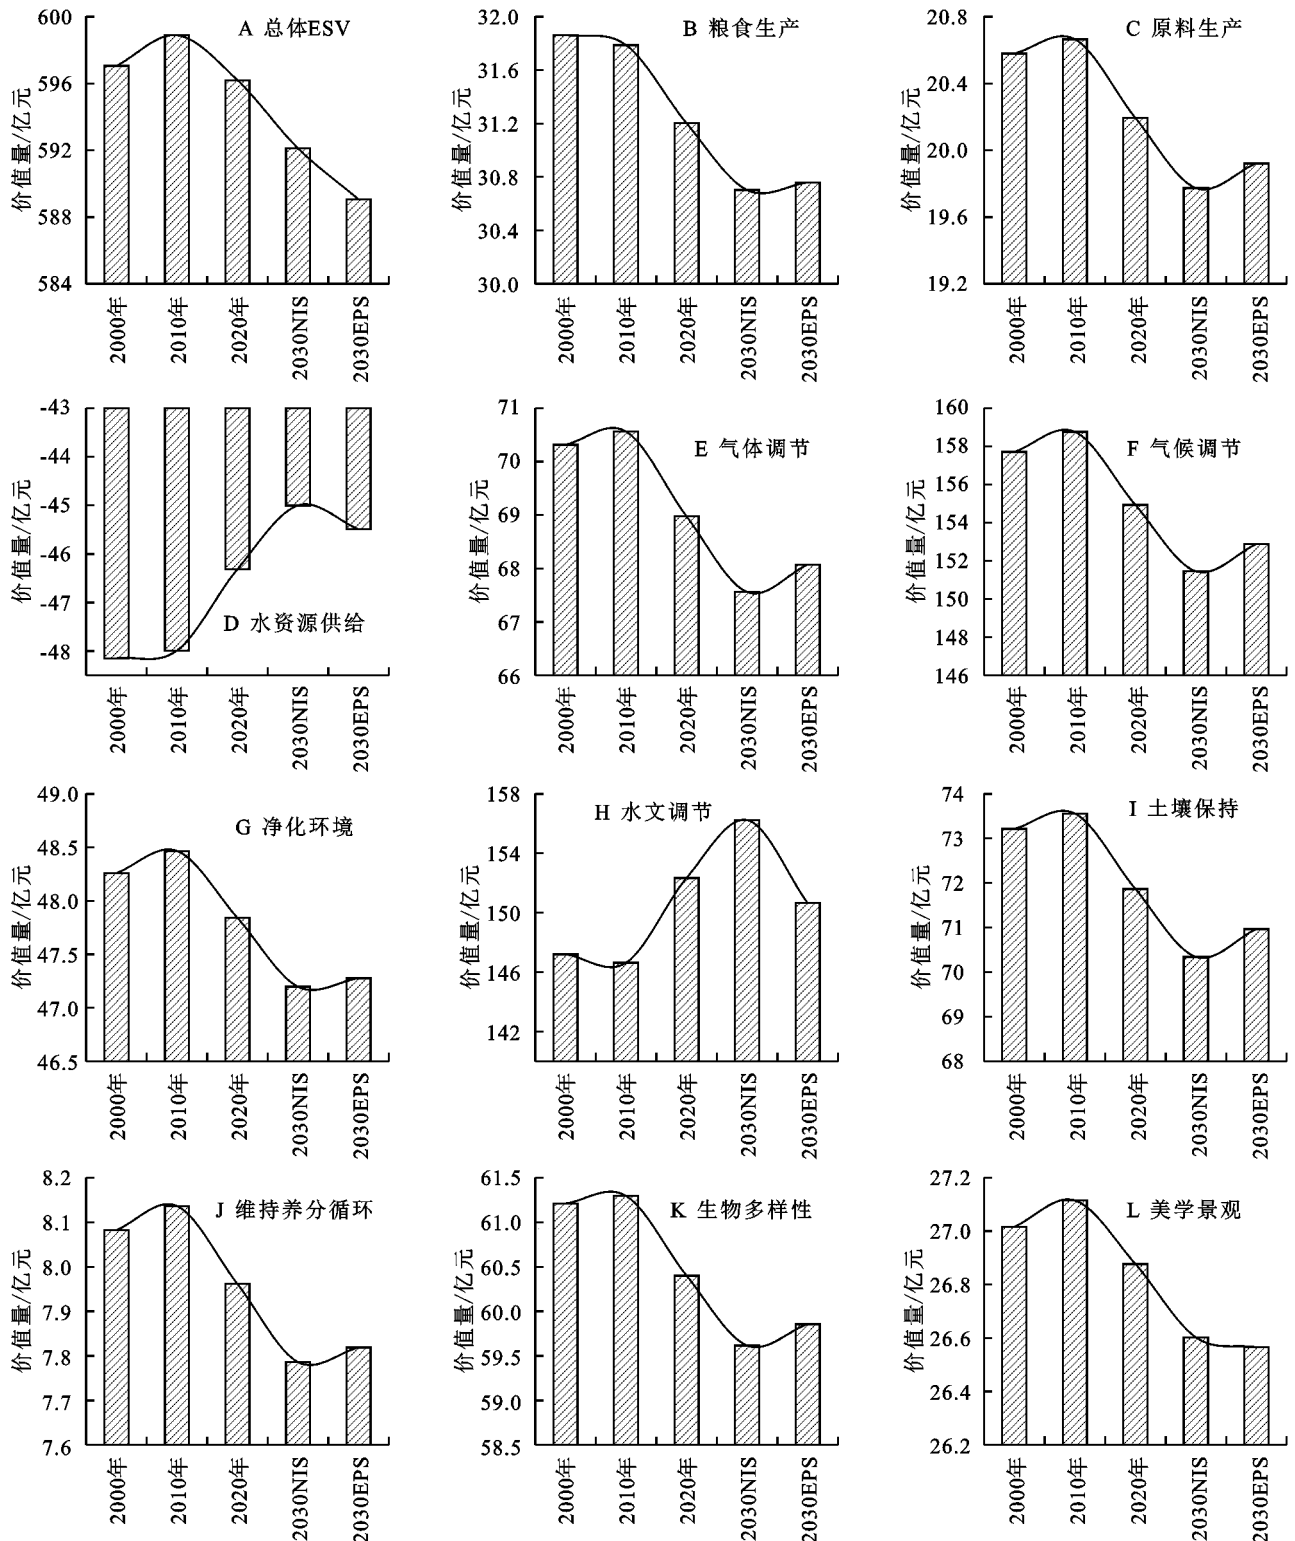 A 总体ESV
价值量/亿元
600
596
592
588
584
2000年
2010年
2020年
2030NIS
2030EPS
B 粮食生产
价值量/亿元
32.0
31.6
31.2
30.8
30.4
30.0
2000年
2010年
2020年
2030NIS
2030EPS
C 原料生产
价值量/亿元
20.8
20.4
20.0
19.6
19.2
2000年
2010年
2020年
2030NIS
2030EPS
D 水资源供给
价值量/亿元
-43
-44
-45
-46
-47
-48
2000年
2010年
2020年
2030NIS
2030EPS
E 气体调节
价值量/亿元
71
70
69
68
67
66
2000年
2010年
2020年
2030NIS
2030EPS
F 气候调节
价值量/亿元
160
158
156
154
152
150
148
146
2000年
2010年
2020年
2030NIS
2030EPS
G 净化环境
价值量/亿元
49.0
48.5
48.0
47.5
47.0
46.5
2000年
2010年
2020年
2030NIS
2030EPS
H 水文调节
价值量/亿元
158
154
150
146
142
2000年
2010年
2020年
2030NIS
2030EPS
I 土壤保持
价值量/亿元
74
73
72
71
70
69
68
2000年
2010年
2020年
2030NIS
2030EPS
J 维持养分循环
价值量/亿元
8.2
8.1
8.0
7.9
7.8
7.7
7.6
2000年
2010年
2020年
2030NIS
2030EPS
K 生物多样性
价值量/亿元
61.5
61.0
60.5
60.0
59.5
59.0
58.5
2000年
2010年
2020年
2030NIS
2030EPS
L 美学景观
价值量/亿元
27.2
27.0
26.8
26.6
26.4
26.2
2000年
2010年
2020年
2030NIS
2030EPS